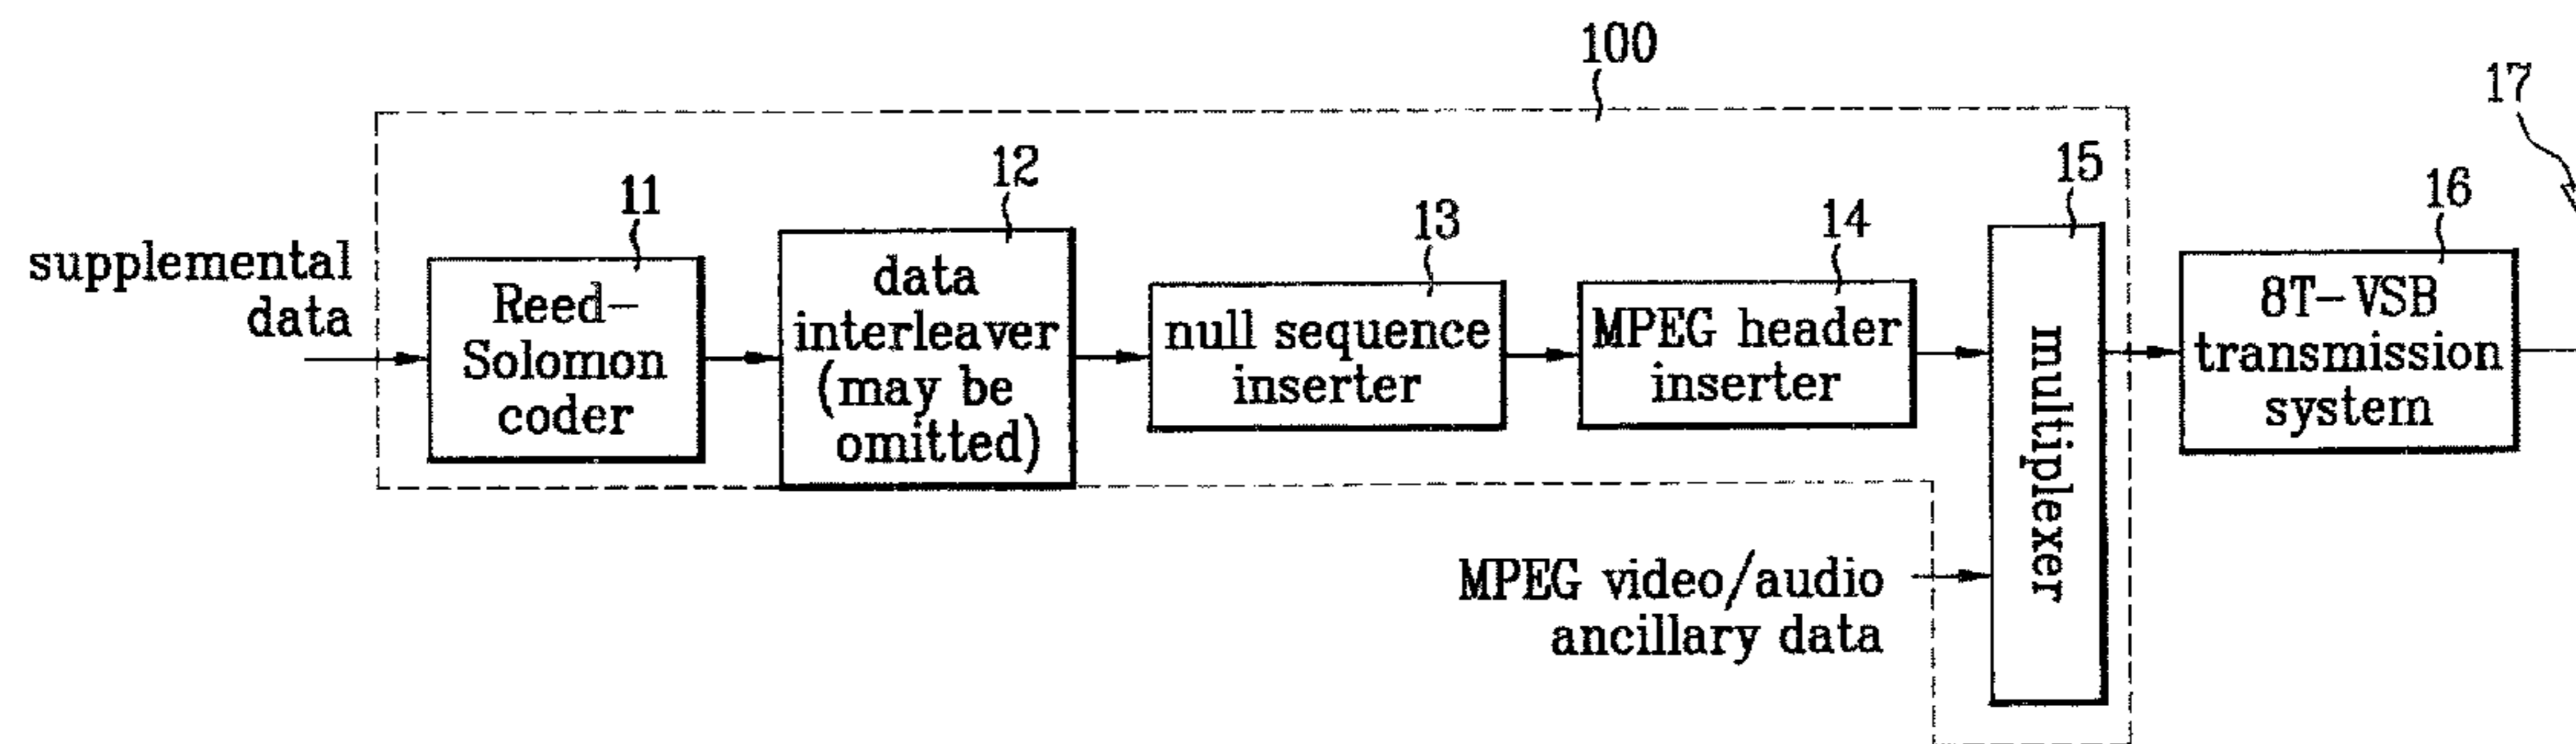 100
17
11
12
13
14
15
16
supplemental
data
Reed-
Solomon
coder
data
interleaver
(may be
omitted)
null sequence
inserter
MPEG header
inserter
multiplexer
8T-VSB
transmission
system
MPEG video/audio
ancillary data